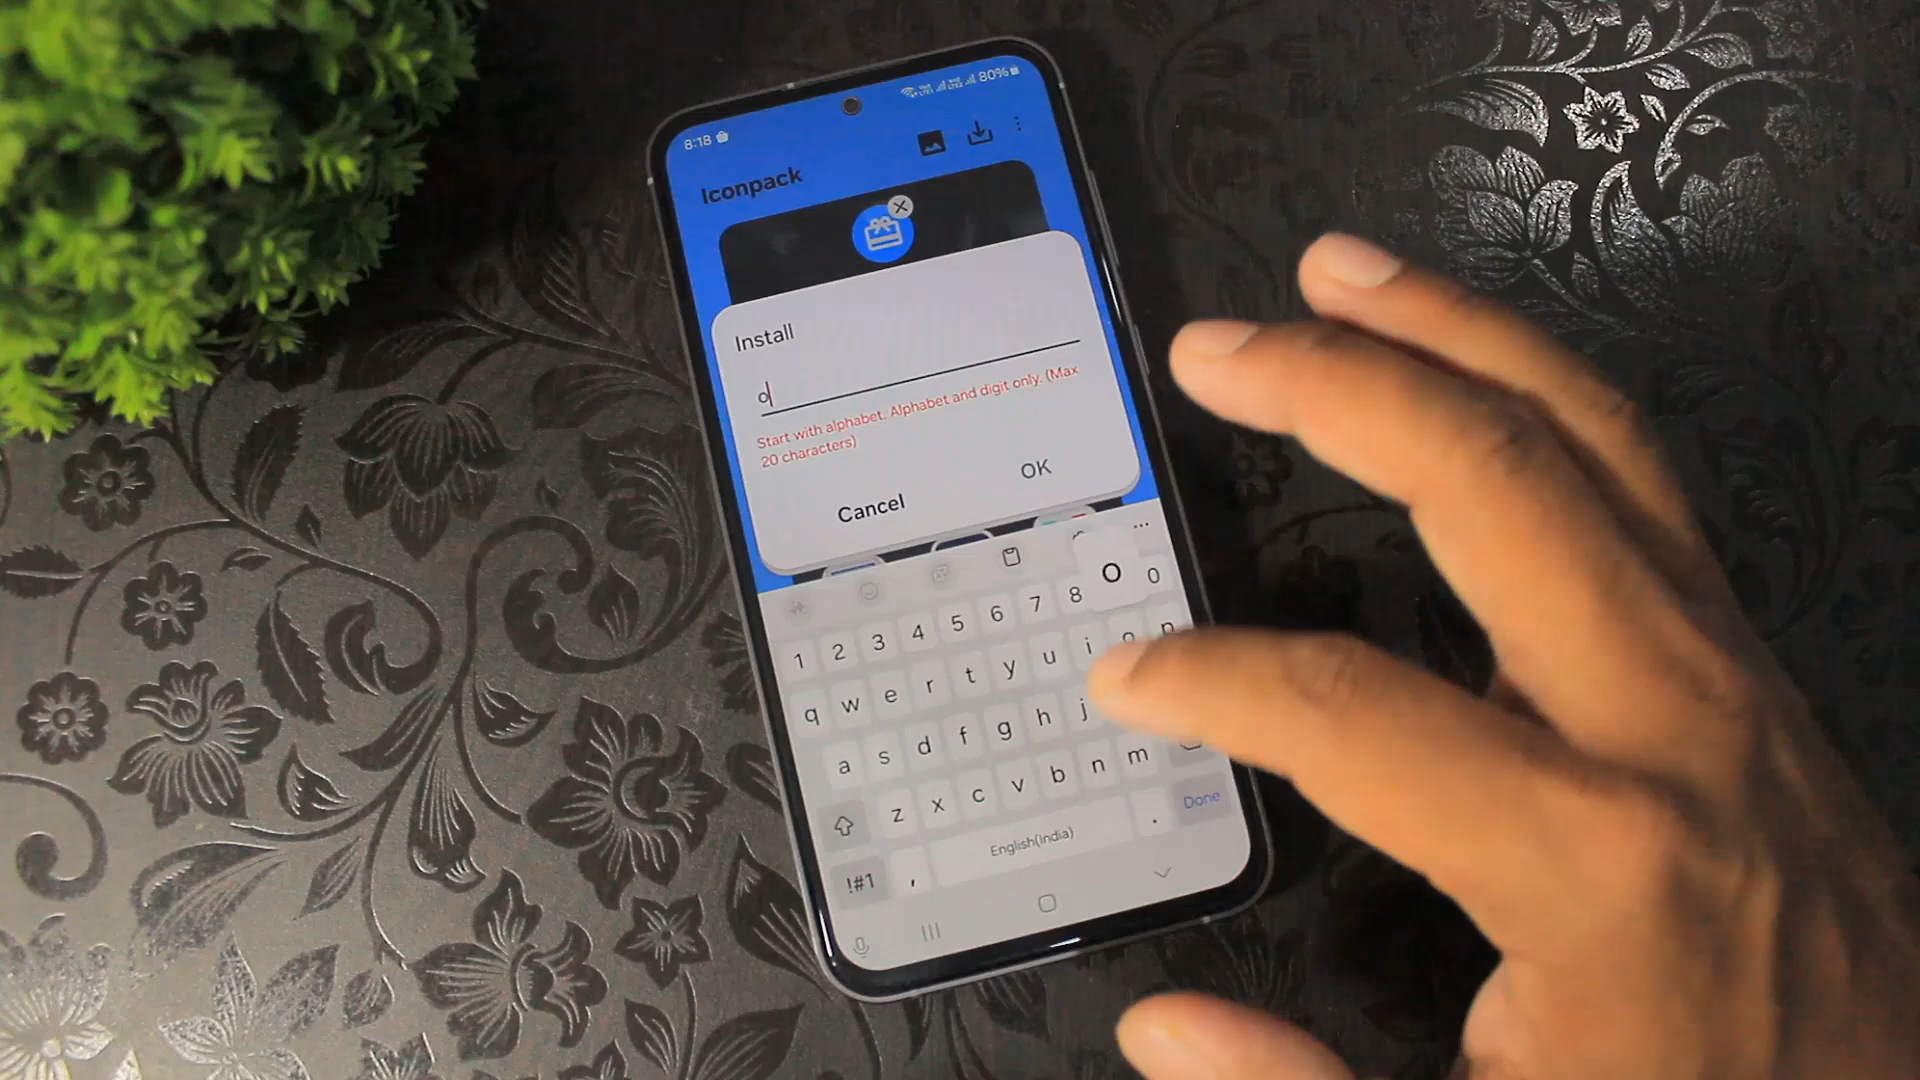 8:18
80%
Iconpack
Install
o
Start with alphabet. Alphabet and digit only. (Max
20 characters)
Cancel
OK
O
1 2 3 4 5 6 7 8 0
q w e r t y u i o p
a s d f g h j
z x c v b n m
!#1 , English(India) . Done